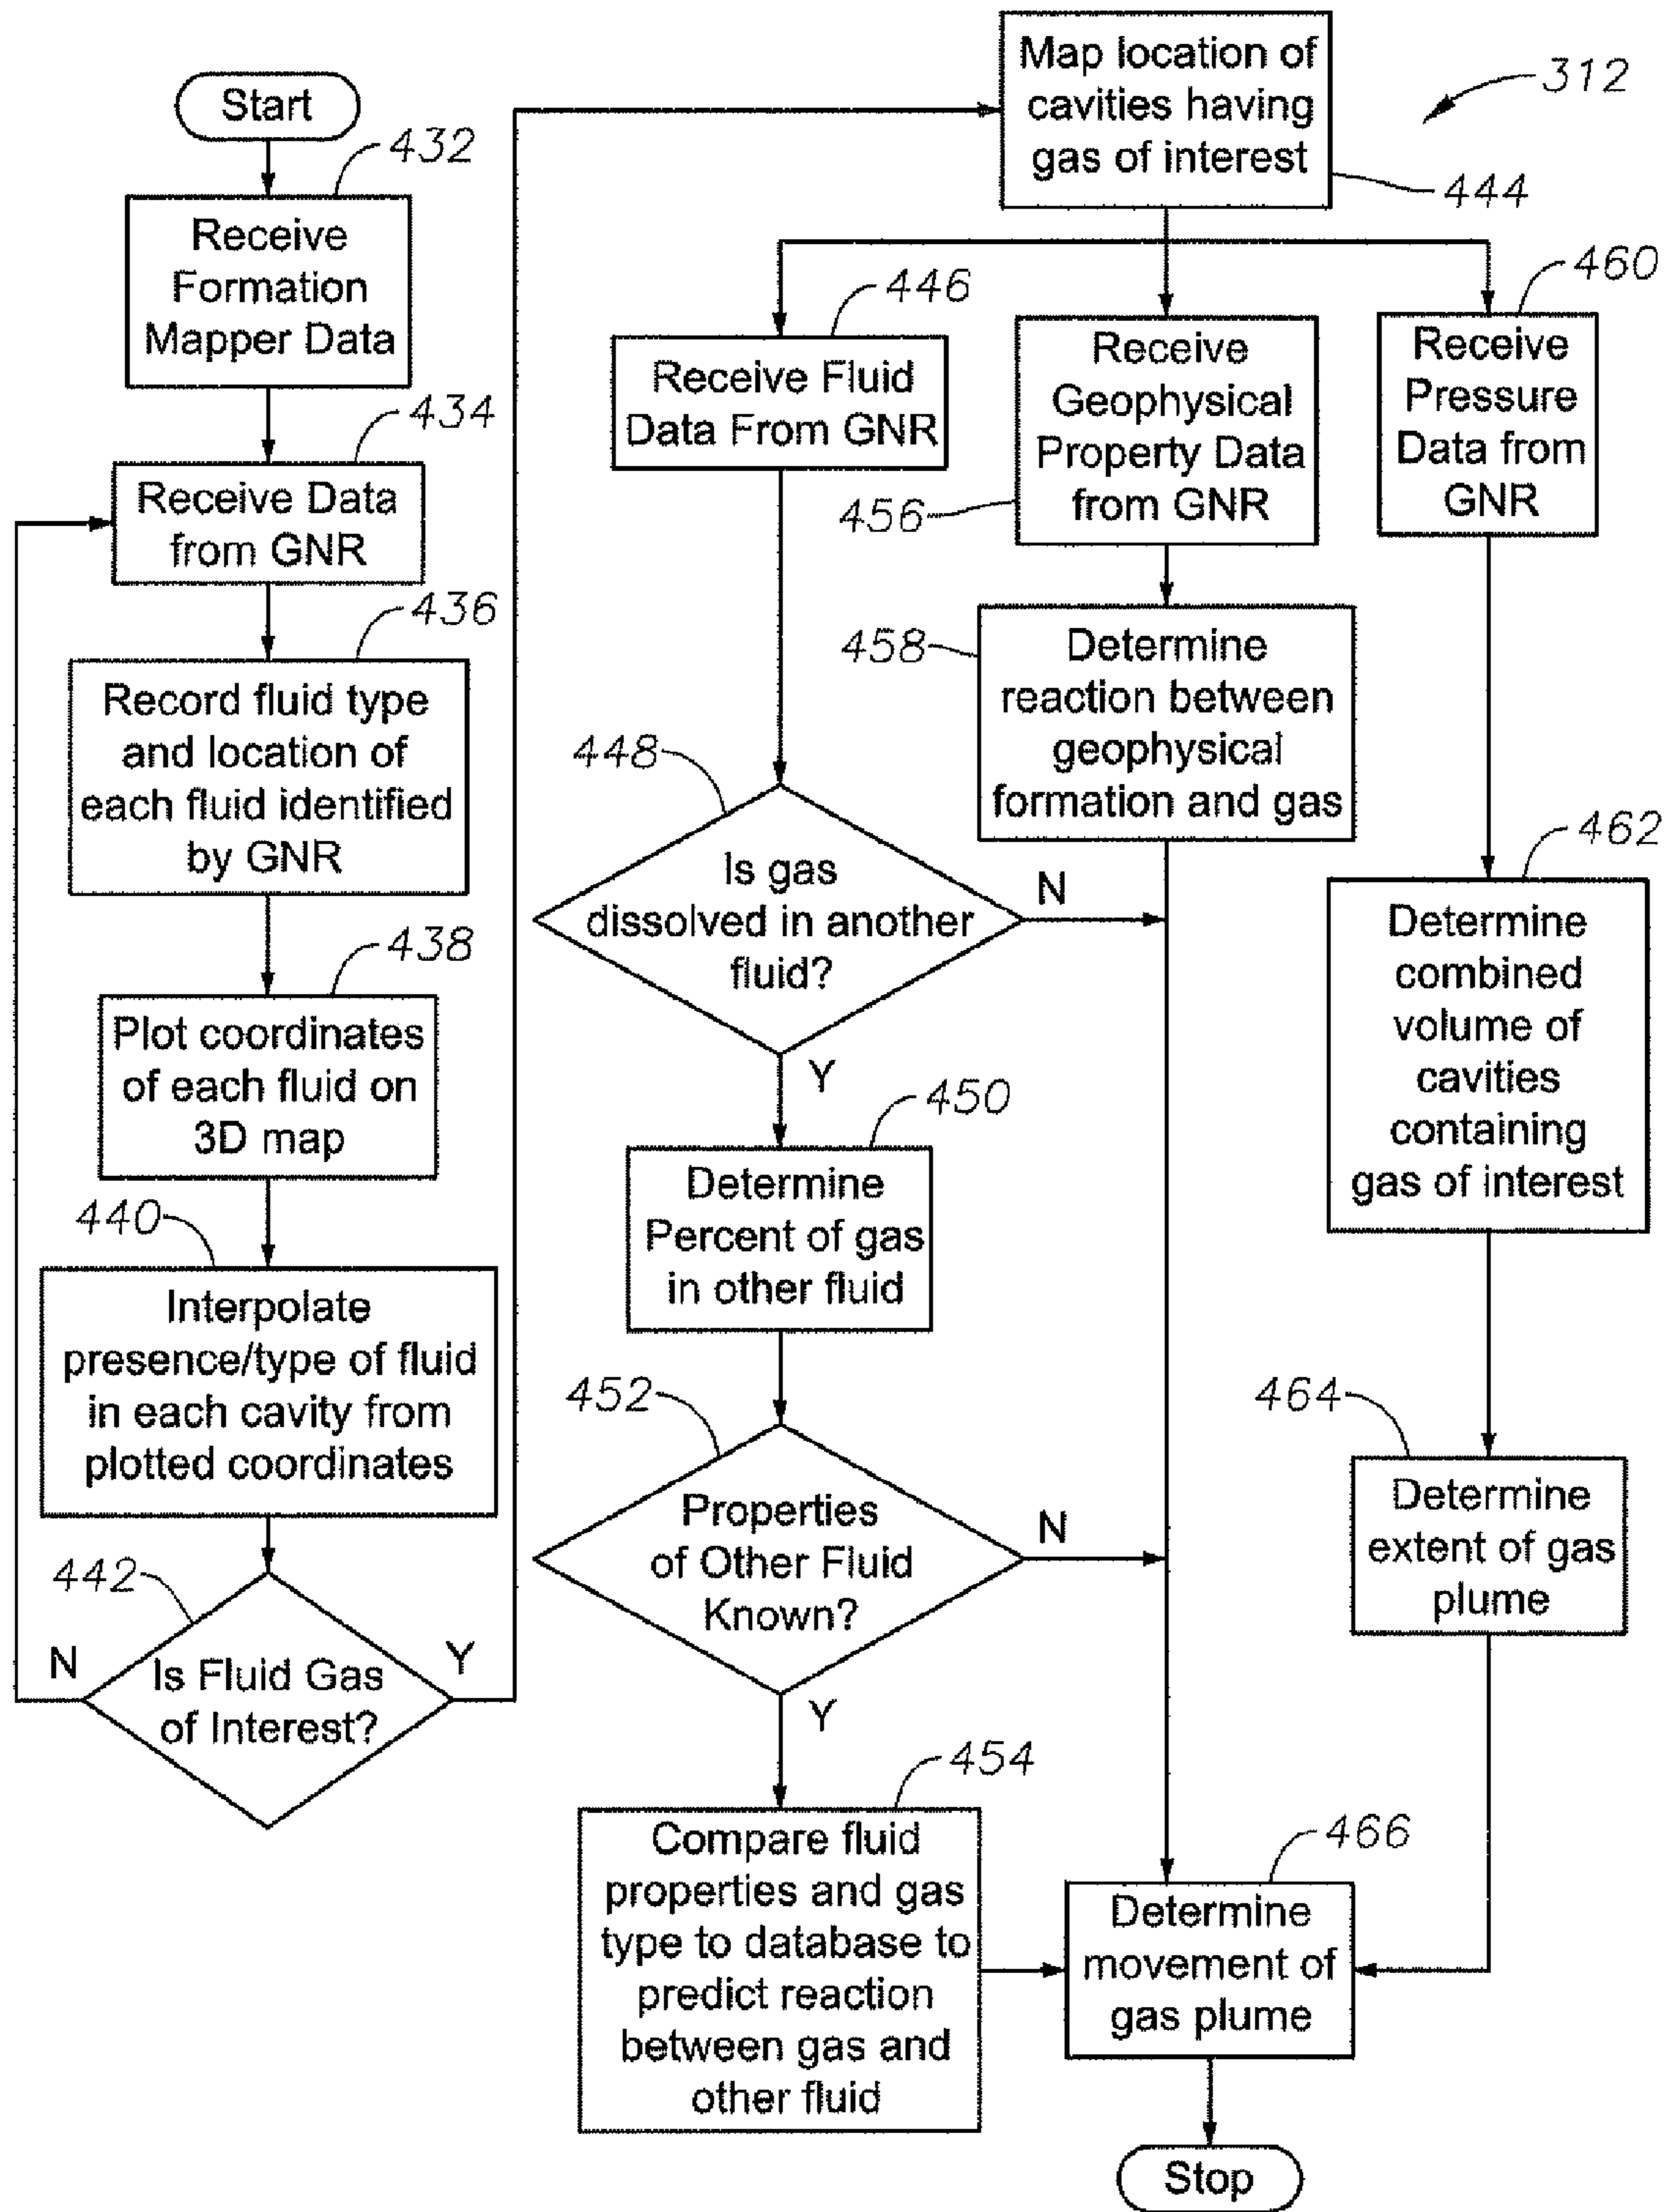 Start
432
Receive
Formation
Mapper Data
434
Receive Data
from GNR
436
Record fluid type
and location of
each fluid identified
by GNR
438
Plot coordinates
of each fluid on
3D map
440
Interpolate
presence/type of fluid
in each cavity from
plotted coordinates
442
N
Y
Is Fluid Gas
of Interest?
Map location of
cavities having
gas of interest
312
444
446
Receive Fluid
Data From GNR
Receive
Geophysical
Property Data
from GNR
456
460
Receive
Pressure
Data from
GNR
458
Determine
reaction between
geophysical
formation and gas
448
Is gas
dissolved in another
fluid?
N
Y
462
Determine
combined
volume of
cavities
containing
gas of interest
450
Determine
Percent of gas
in other fluid
452
Properties
of Other Fluid
Known?
N
Y
464
Determine
extent of gas
plume
454
Compare fluid
properties and gas
type to database to
predict reaction
between gas and
other fluid
466
Determine
movement of
gas plume
Stop